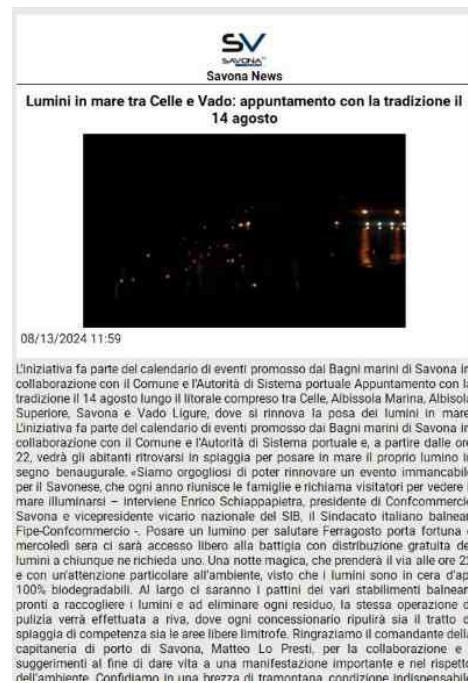 SV
SAVONA
Savona News
Lumini in mare tra Celle e Vado: appuntamento con la tradizione il
14 agosto
08/13/2024 11:59
L'iniziativa fa parte del calendario di eventi promosso dai Bagni marini di Savona in
collaborazione con il Comune e l'Autorità di Sistema portuale Appuntamento con la
tradizione il 14 agosto lungo il litorale compreso tra Celle, Albissola Marina, Albisola
Superiore, Savona e Vado Ligure, dove si rinnova la posa dei lumini in mare.
L'iniziativa fa parte del calendario di eventi promosso dai Bagni marini di Savona in
collaborazione con il Comune e l'Autorità di Sistema portuale e, a partire dalle ore
22, vedrà gli abitanti ritrovarsi in spiaggia per posare in mare il proprio lumino in
segno benaugurale. «Siamo orgogliosi di poter rinnovare un evento immancabile
per il Savonese, che ogni anno riunisce le famiglie e richiama visitatori per vedere il
mare illuminarsi – interviene Enrico Schiappapietra, presidente di Confcommercio
Savona e vicepresidente vicario nazionale del SIB, il Sindacato italiano balneari
Fipe-Confcommercio -. Posare un lumino per salutare Ferragosto porta fortuna e
mercoledì sera ci sarà accesso libero alla battigia con distribuzione gratuita dei
lumini a chiunque ne richieda uno. Una notte magica, che prenderà il via alle ore 22
e con un'attenzione particolare all'ambiente, visto che i lumini sono in cera d'api
100% biodegradabili. Al largo ci saranno i pattini dei vari stabilimenti balneari
pronti a raccogliere i lumini e ad eliminare ogni residuo, la stessa operazione di
pulizia verrà effettuata a riva, dove ogni concessionario ripulirà sia il tratto di
spiaggia di competenza sia le aree libere limitrofe. Ringraziamo il comandante della
capitaneria di porto di Savona, Matteo Lo Presti, per la collaborazione e i
suggerimenti al fine di dare vita a una manifestazione importante e nel rispetto
dell'ambiente. Confidiamo in una brezza di tramontana, condizione indispensabile